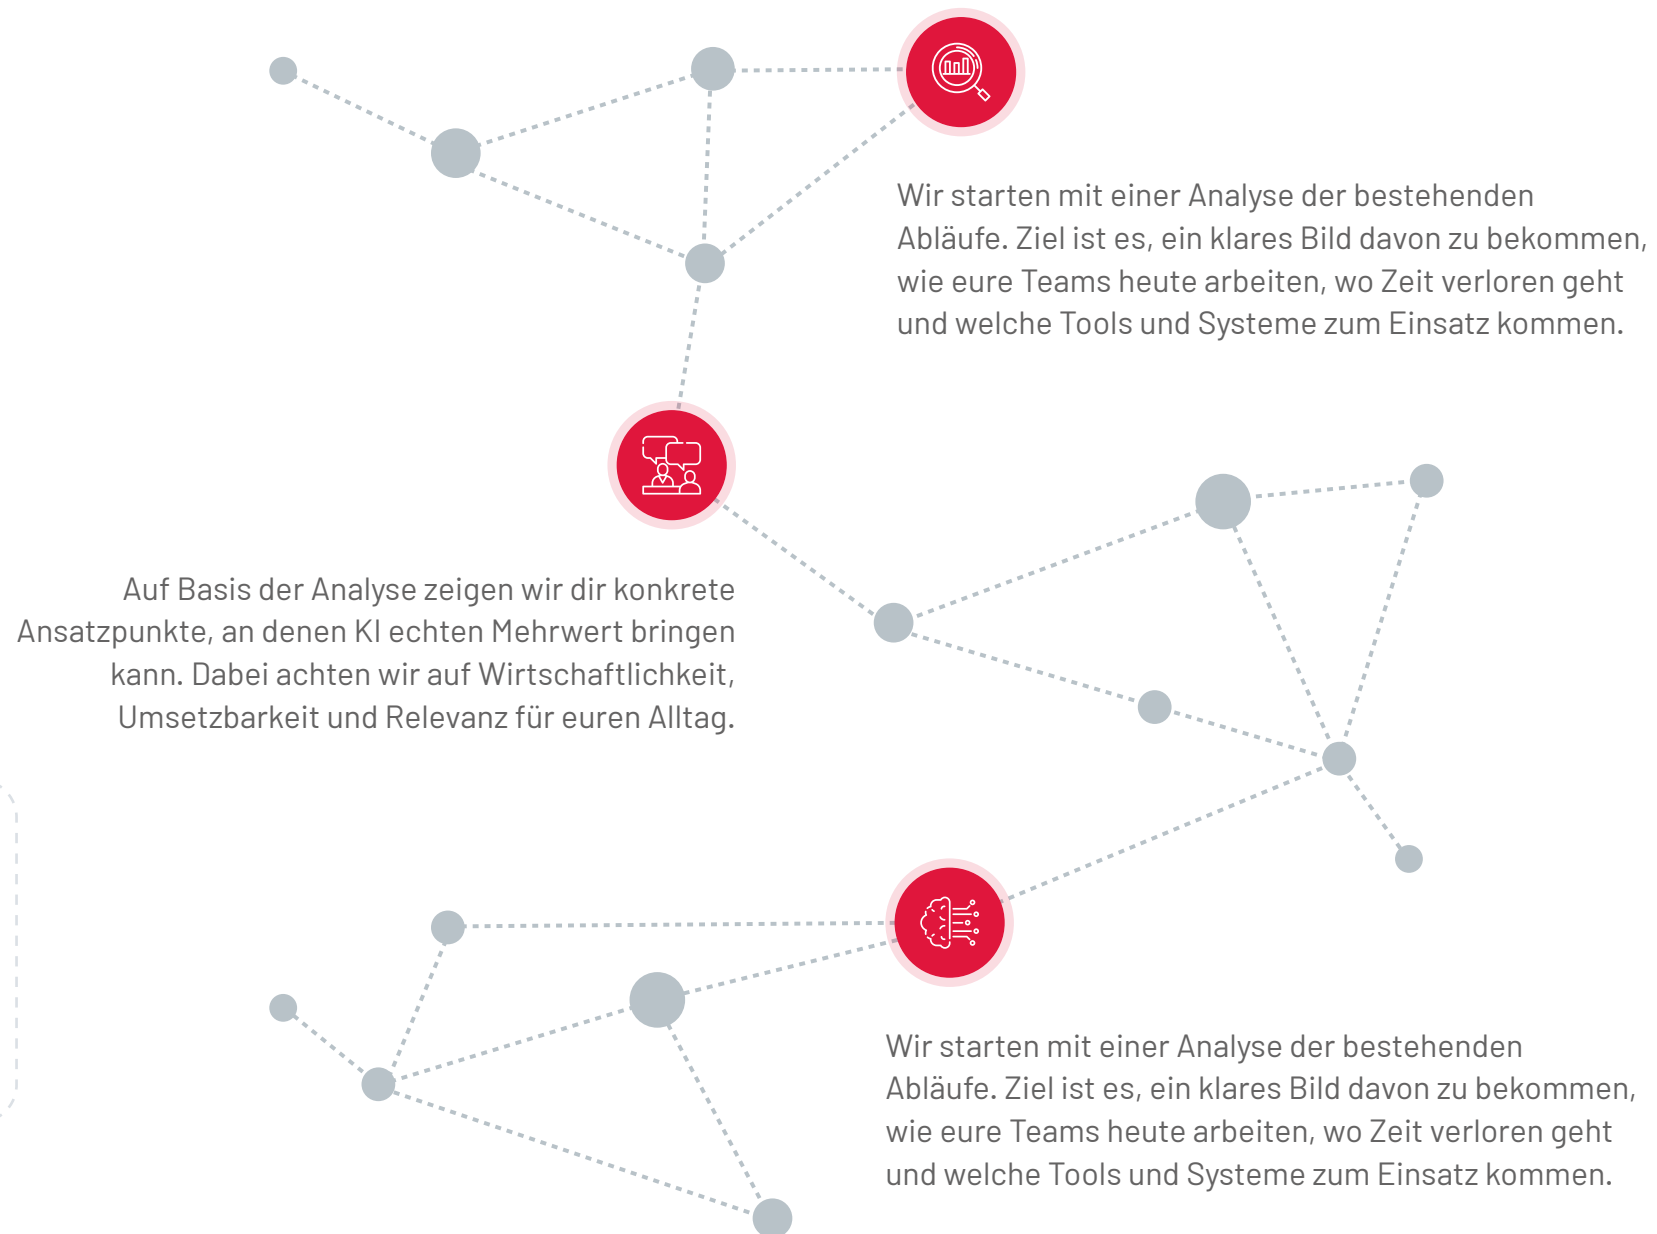 Wir starten mit einer Analyse der bestehenden
Abläufe. Ziel ist es, ein klares Bild davon zu bekommen,
wie eure Teams heute arbeiten, wo Zeit verloren geht
und welche Tools und Systeme zum Einsatz kommen.
Auf Basis der Analyse zeigen wir dir konkrete
Ansatzpunkte, an denen KI echten Mehrwert bringen
kann. Dabei achten wir auf Wirtschaftlichkeit,
Umsetzbarkeit und Relevanz für euren Alltag.
Wir starten mit einer Analyse der bestehenden
Abläufe. Ziel ist es, ein klares Bild davon zu bekommen,
wie eure Teams heute arbeiten, wo Zeit verloren geht
und welche Tools und Systeme zum Einsatz kommen.